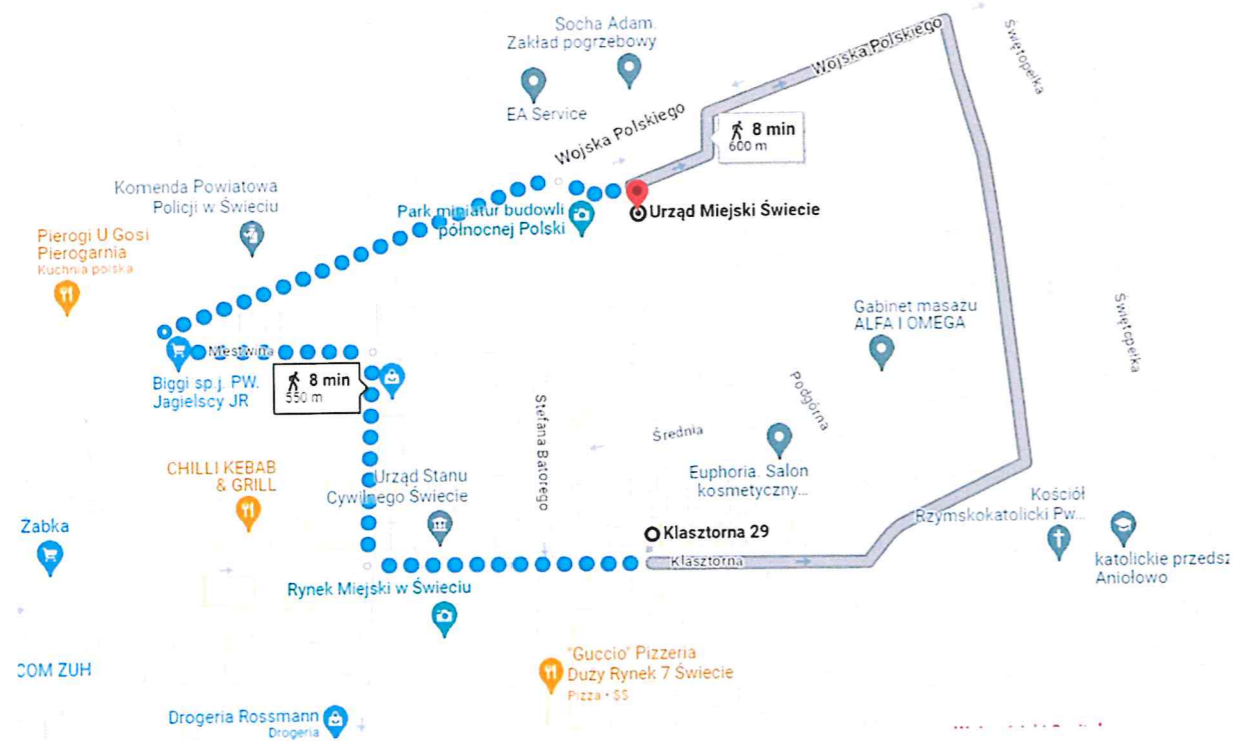 Socha Adam.
Zakład pogrzebowy
EA Service
Wojska Polskiego
Wojska Polskiego
Świętopełka
8 min
600 m
Komenda Powiatowa
Policji w Świeciu
Park miniatur budowli
północnej Polski
Urząd Miejski Świecie
Pierogi U Gosi
Pierogarnia
Kuchnia polska
Gabinet masazu
ALFA I OMEGA
Świętopełka
Mestwina
Biggi sp.j. PW.
Jagielscy JR
8 min
550 m
Stefana Batorego
Podgórna
Średnia
CHILLI KEBAB
& GRILL
Urząd Stanu
Cywilnego Świecie
Euphoria. Salon
kosmetyczny...
Kościół
Rzymskokatolicki Pw...
Żabka
Klasztorna 29
Klasztorna
katolickie przedsz
Aniołowo
Rynek Miejski w Świeciu
COM ZUH
"Guccio" Pizzeria
Duzy Rynek 7 Świecie
Pizza • $$
Drogeria Rossmann
Drogeria